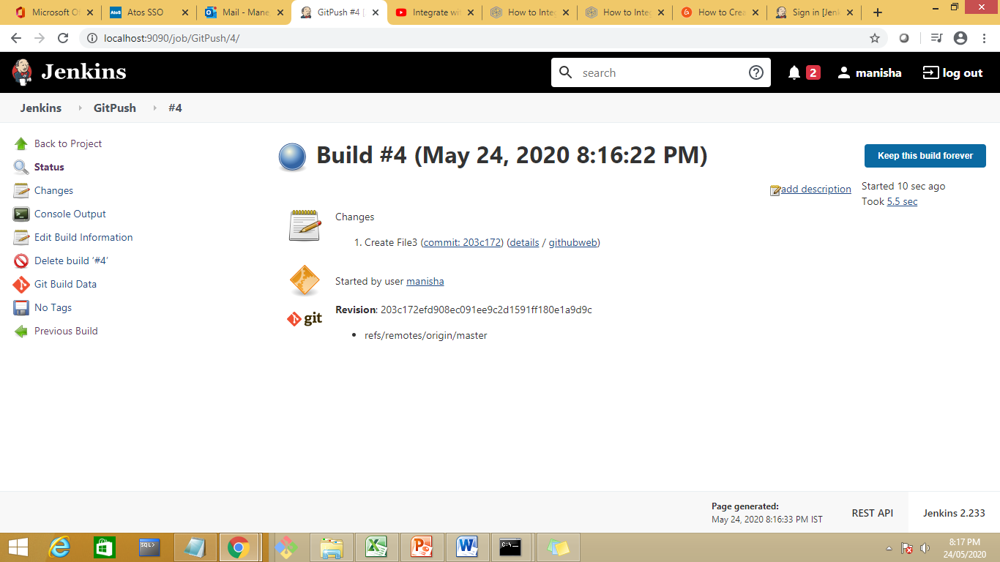 Microsoft Of
Atos
Atos SSO
Mail - Mane
GitPush #4 [
Integrate wi
How to Inte
How to Inte
How to Crea
Sign in [Jen
localhost:9090/job/GitPush/4/
Jenkins
search
2
manisha
log out
Jenkins
GitPush
#4
Back to Project
Status
Changes
Console Output
Edit Build Information
Delete build ‘#4’
Git Build Data
No Tags
Previous Build
Build #4 (May 24, 2020 8:16:22 PM)
Keep this build forever
add description
Started 10 sec ago
Took 5.5 sec
Changes
1. Create File3 (commit: 203c172) (details / githubweb)
Started by user manisha
git
Revision: 203c172efd908ec091ee9c2d1591ff180e1a9d9c
refs/remotes/origin/master
Page generated:
May 24, 2020 8:16:33 PM IST
REST API
Jenkins 2.233
SQL>
C:\_
8:17 PM
24/05/2020